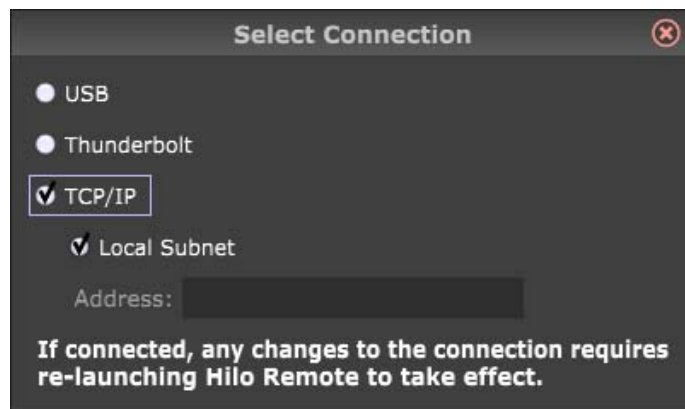 Select Connection
USB
Thunderbolt
TCP/IP
Local Subnet
Address:
If connected, any changes to the connection requires
re-launching Hilo Remote to take effect.